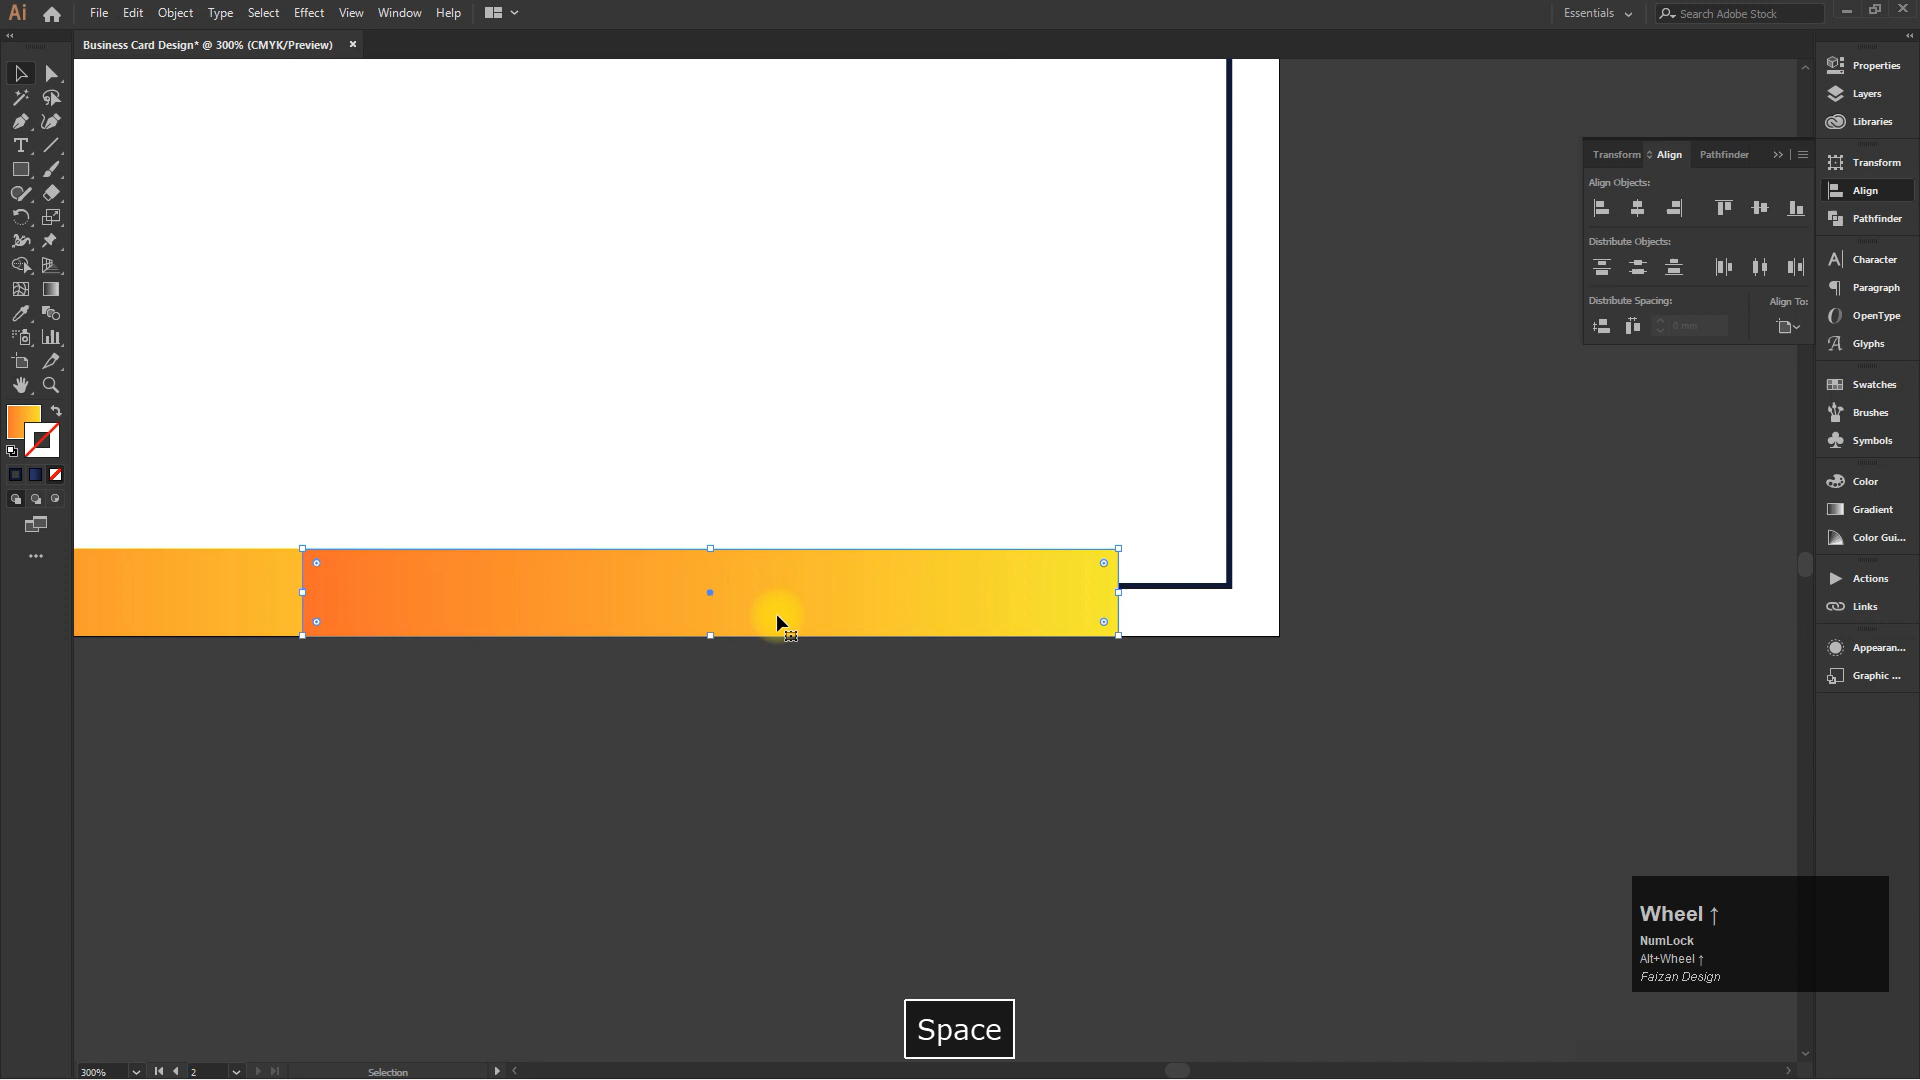 Ai File Edit Object Type Select Effect View Window Help Essentials Search Adobe Stock
Business Card Design* @ 300% (CMYK/Preview) ×
Properties
Layers
Libraries
Transform Align Pathfinder
Transform
Align Objects:
Align
Pathfinder
Distribute Objects:
Character
Paragraph
Distribute Spacing: Align To:
OpenType
0 mm
Glyphs
Swatches
Brushes
Symbols
Color
Gradient
Color Gui...
Actions
Links
Appearan...
Graphic ...
Wheel ↑
NumLock
Alt+Wheel ↑
Faizan Design
Space
300% 2 Selection